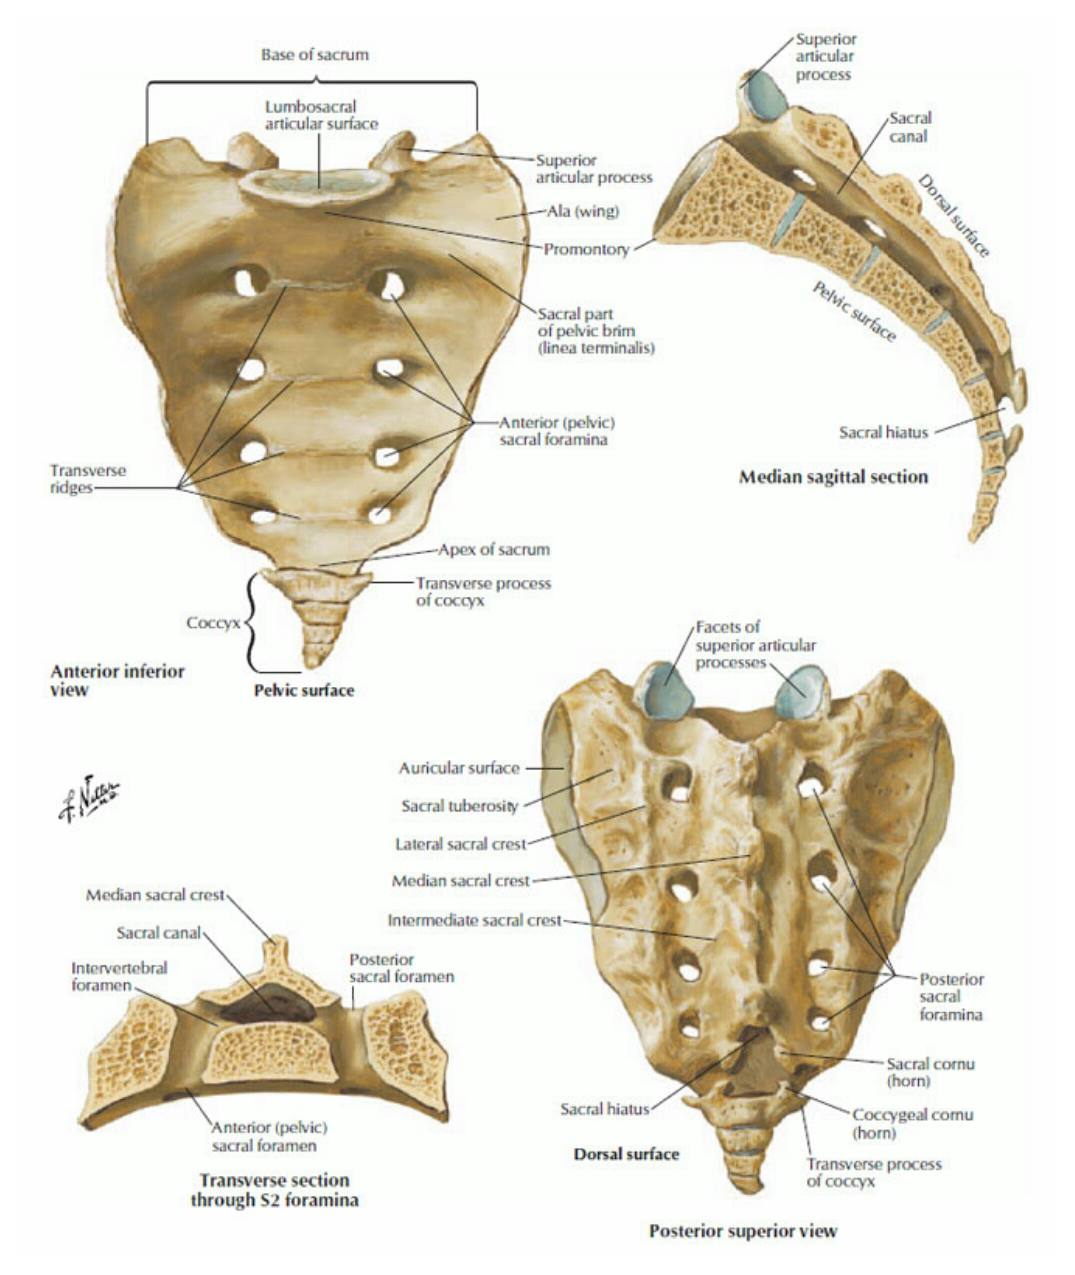 Base of sacrum
Lumbosacral
articular surface
Superior
articular process
Ala (wing)
Promontory
Sacral part
of pelvic brim
(linea terminalis)
Anterior (pelvic)
sacral foramina
Transverse
ridges
Apex of sacrum
Transverse process
of coccyx
Coccyx
Anterior inferior
view
Pelvic surface
Superior
articular
process
Sacral
canal
Dorsal surface
Pelvic surface
Sacral hiatus
Median sagittal section
Facets of
superior articular
processes
Auricular surface
Sacral tuberosity
Lateral sacral crest
Median sacral crest
Intermediate sacral crest
Posterior
sacral
foramina
Sacral cornu
(horn)
Sacral hiatus
Coccygeal cornu
(horn)
Dorsal surface
Transverse process
of coccyx
Posterior superior view
F. Netter
M.D.
Median sacral crest
Sacral canal
Intervertebral
foramen
Posterior
sacral foramen
Anterior (pelvic)
sacral foramen
Transverse section
through S2 foramina